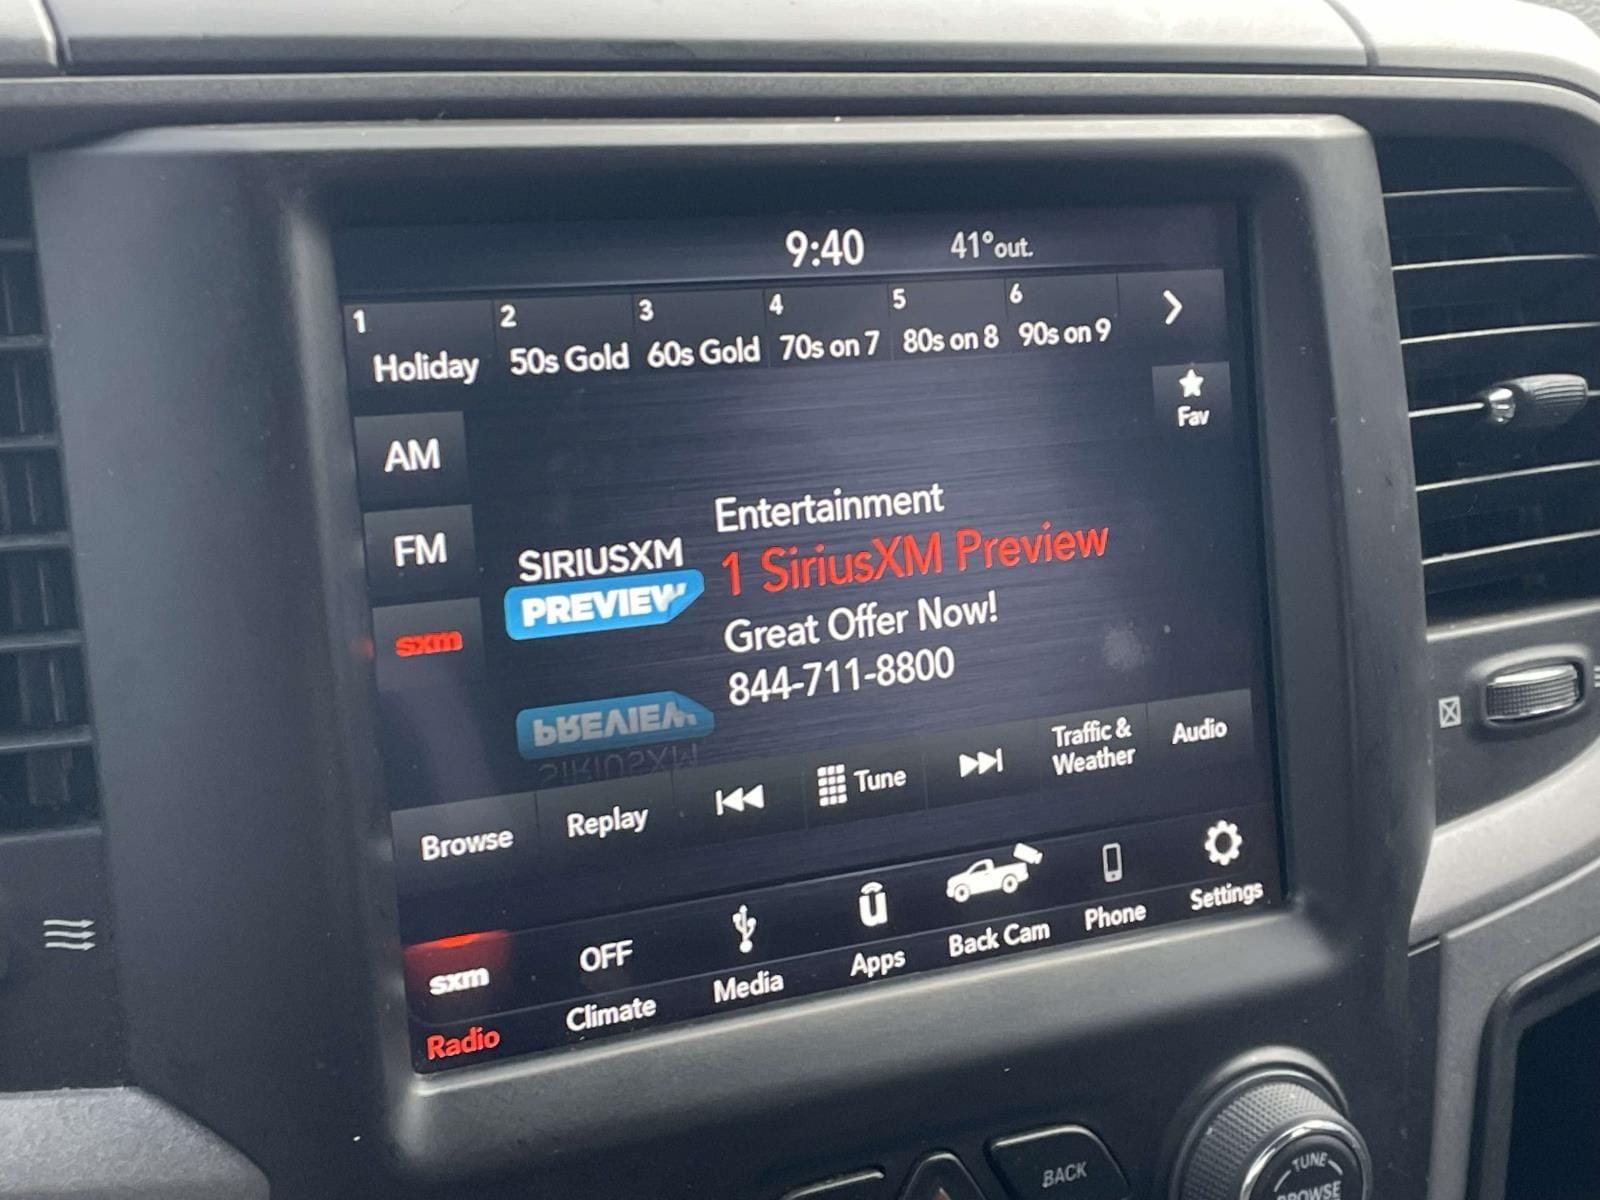 9:40
41°out.
1 2 3 4 5 6
Holiday 50s Gold 60s Gold 70s on 7 80s on 8 90s on 9
Fav
AM
FM
sxm
SIRIUSXM
PREVIEW
Entertainment
1 SiriusXM Preview
Great Offer Now!
844-711-8800
PREVIEW
SIRIUSXM
Browse Replay Tune Traffic & Weather Audio
sxm OFF
Radio Climate Media Apps Back Cam Phone Settings
BACK
TUNE
BROWSE